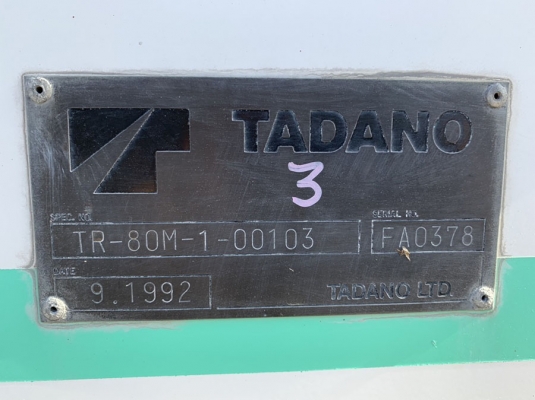 TADANO
3
SPEC. NO.
SERIAL NO.
TR-80M-1-00103
FA0378
DATE
9.1992
TADANO LTD.